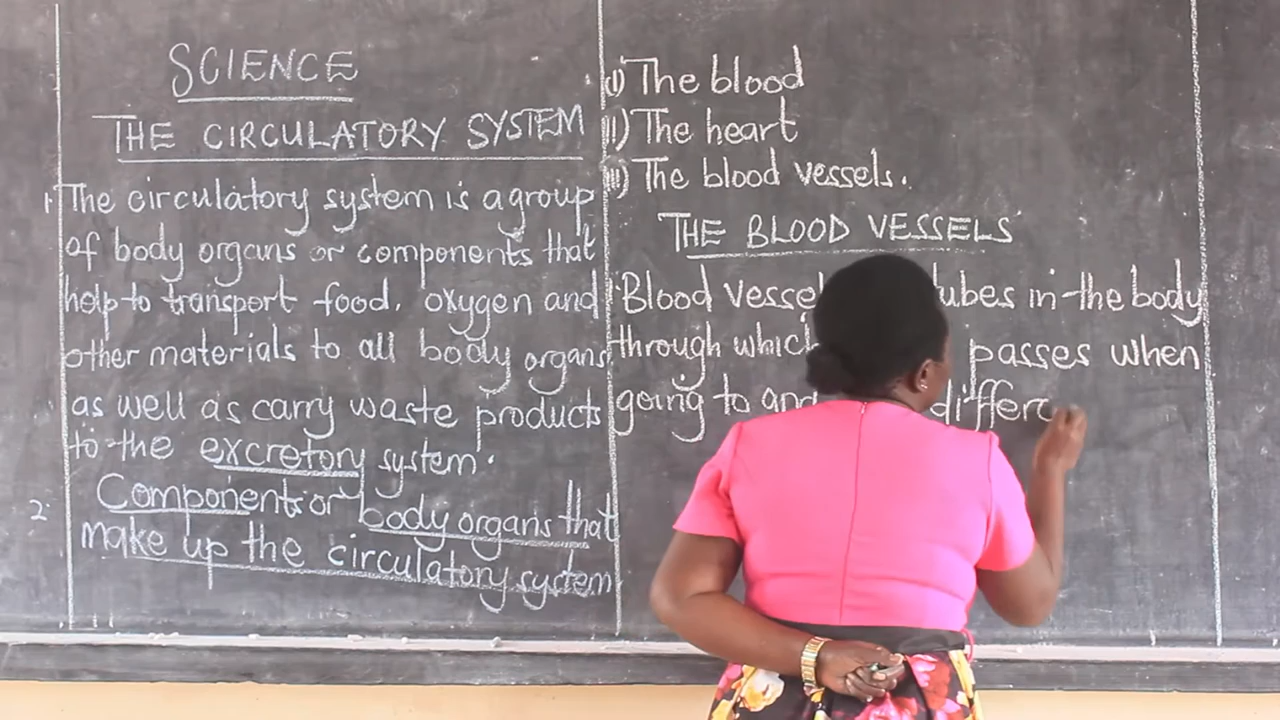 SCIENCE
THE CIRCULATORY SYSTEM
1. The circulatory system is a group
of body organs or components that
help to transport food, oxygen and
other materials to all body organs
as well as carry waste products
to the excretory system.
2. Components or body organs that
make up the circulatory system
(i) The blood
ii) The heart
iii) The blood vessels.
THE BLOOD VESSELS
Blood tubes in the body
through which passes when
going to and